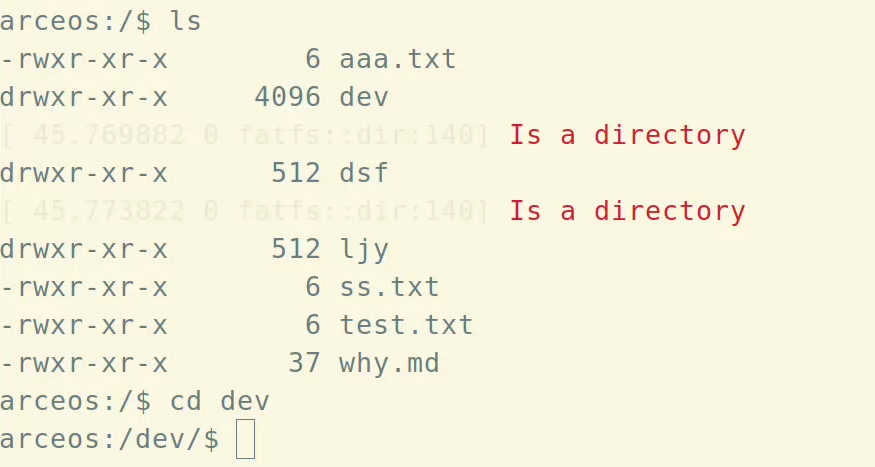 arceos:/$ ls
-rwxr-xr-x        6 aaa.txt
drwxr-xr-x     4096 dev
[ 45.769882 0 fatfs::dir:140] Is a directory
drwxr-xr-x      512 dsf
[ 45.773822 0 fatfs::dir:140] Is a directory
drwxr-xr-x      512 ljy
-rwxr-xr-x        6 ss.txt
-rwxr-xr-x        6 test.txt
-rwxr-xr-x       37 why.md
arceos:/$ cd dev
arceos:/dev/$